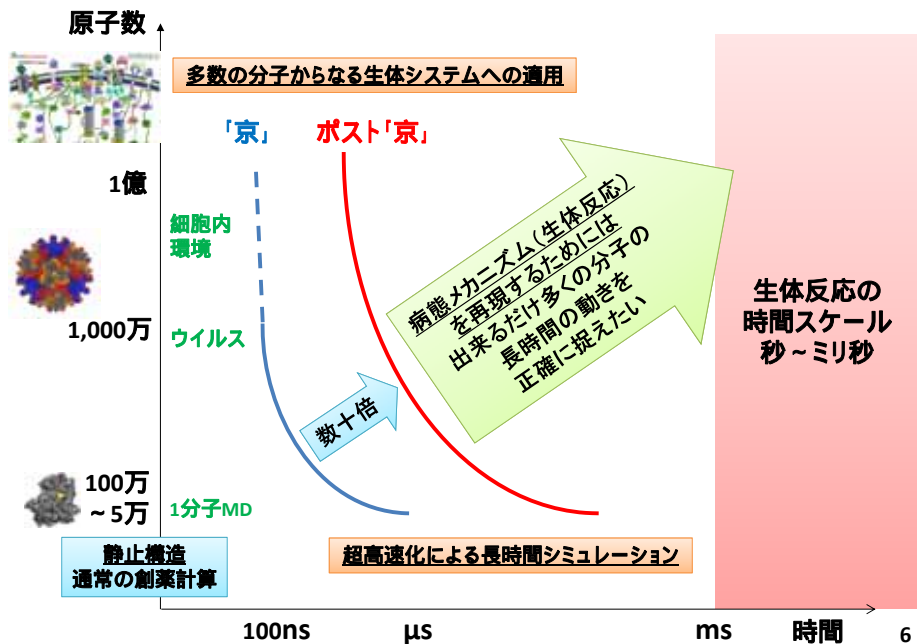 原子数
多数の分子からなる生体システムへの適用
「京」
ポスト「京」
1億
細胞内
環境
1,000万
ウイルス
100万
~ 5万
1分子MD
病態メカニズム(生体反応)
を再現するためには
出来るだけ多くの分子の
長時間の動きを
正確に捉えたい
数十倍
生体反応の
時間スケール
秒 ~ ミリ秒
静止構造
通常の創薬計算
超高速化による長時間シミュレーション
100ns
μs
ms
時間
6